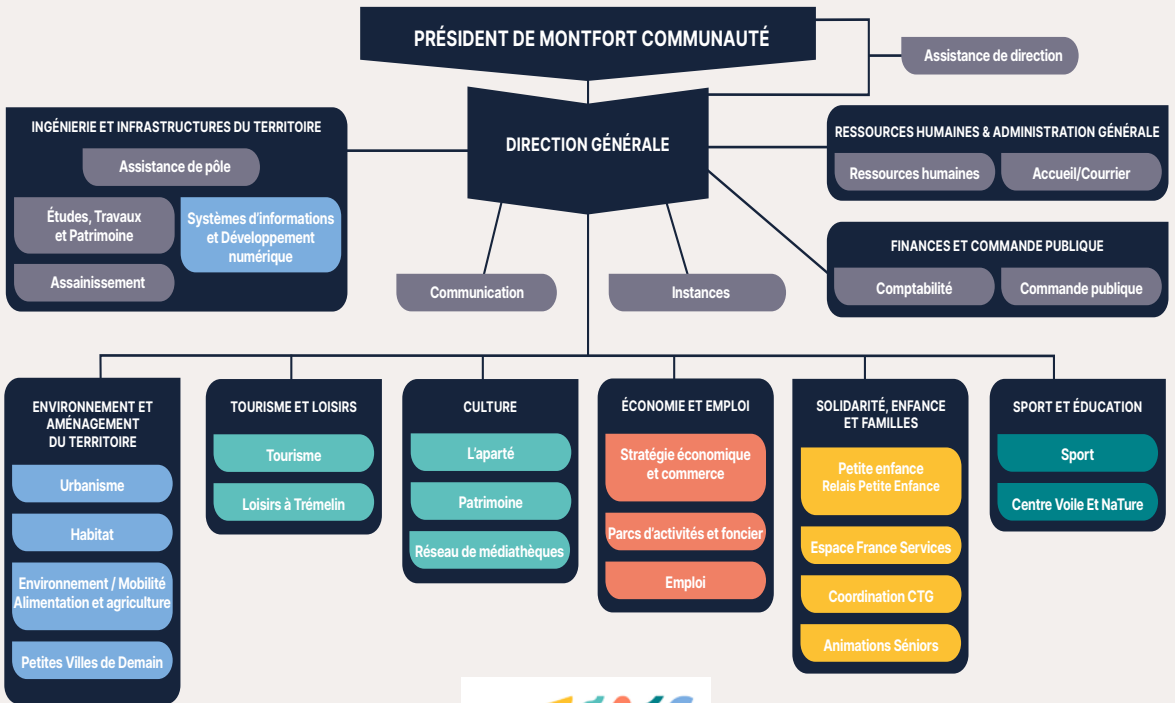 PRÉSIDENT DE MONTFORT COMMUNAUTÉ
Assistance de direction
DIRECTION GÉNÉRALE
INGÉNIERIE ET INFRASTRUCTURES DU TERRITOIRE
Assistance de pôle
Études, Travaux
et Patrimoine
Systèmes d'informations
et Développement
numérique
Assainissement
RESSOURCES HUMAINES & ADMINISTRATION GÉNÉRALE
Ressources humaines
Accueil/Courrier
FINANCES ET COMMANDE PUBLIQUE
Comptabilité
Commande publique
Communication
Instances
ENVIRONNEMENT ET
AMÉNAGEMENT
DU TERRITOIRE
Urbanisme
Habitat
Environnement / Mobilité
Alimentation et agriculture
Petites Villes de Demain
TOURISME ET LOISIRS
Tourisme
Loisirs à Trémelin
CULTURE
L'aparté
Patrimoine
Réseau de médiathèques
ÉCONOMIE ET EMPLOI
Stratégie économique
et commerce
Parcs d'activités et foncier
Emploi
SOLIDARITÉ, ENFANCE
ET FAMILLES
Petite enfance
Relais Petite Enfance
Espace France Services
Coordination CTG
Animations Séniors
SPORT ET ÉDUCATION
Sport
Centre Voile Et NaTure